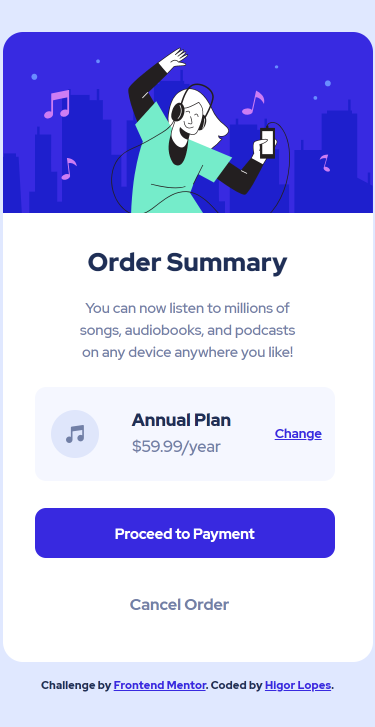 Order Summary
You can now listen to millions of
songs, audiobooks, and podcasts
on any device anywhere you like!
Annual Plan
$59.99/year
Change
Proceed to Payment
Cancel Order
Challenge by Frontend Mentor. Coded by Higor Lopes.